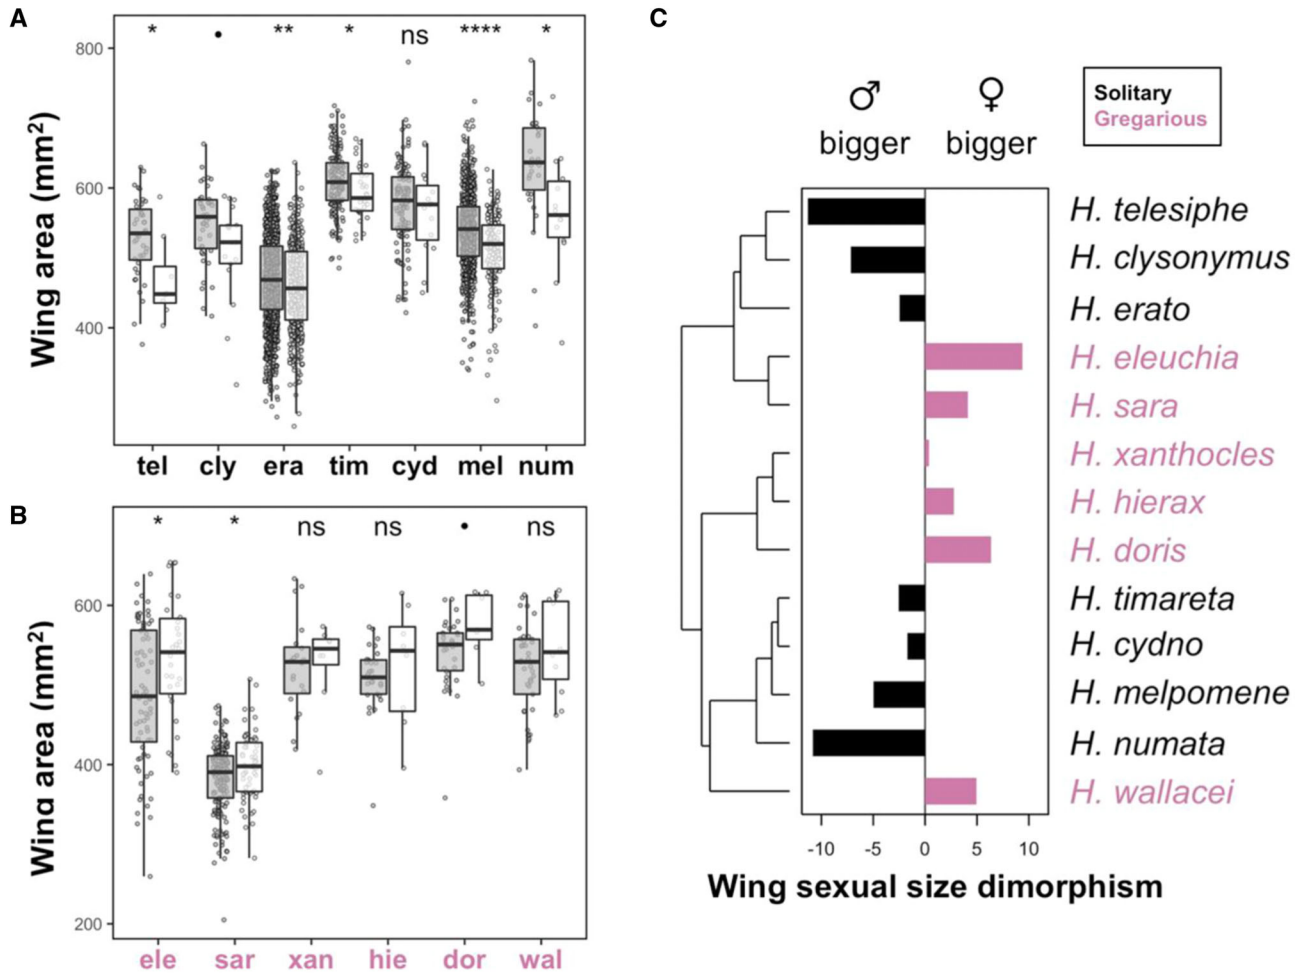 A
* • ** * ns **** *
800
600
400
Wing area (mm²)
tel cly era tim cyd mel num
B
* * ns ns • ns
600
400
200
Wing area (mm²)
ele sar xan hie dor wal
C
♂ ♀
bigger bigger
Solitary
Gregarious
H. telesiphe
H. clysonymus
H. erato
H. eleuchia
H. sara
H. xanthocles
H. hierax
H. doris
H. timareta
H. cydno
H. melpomene
H. numata
H. wallacei
-10 -5 0 5 10
Wing sexual size dimorphism